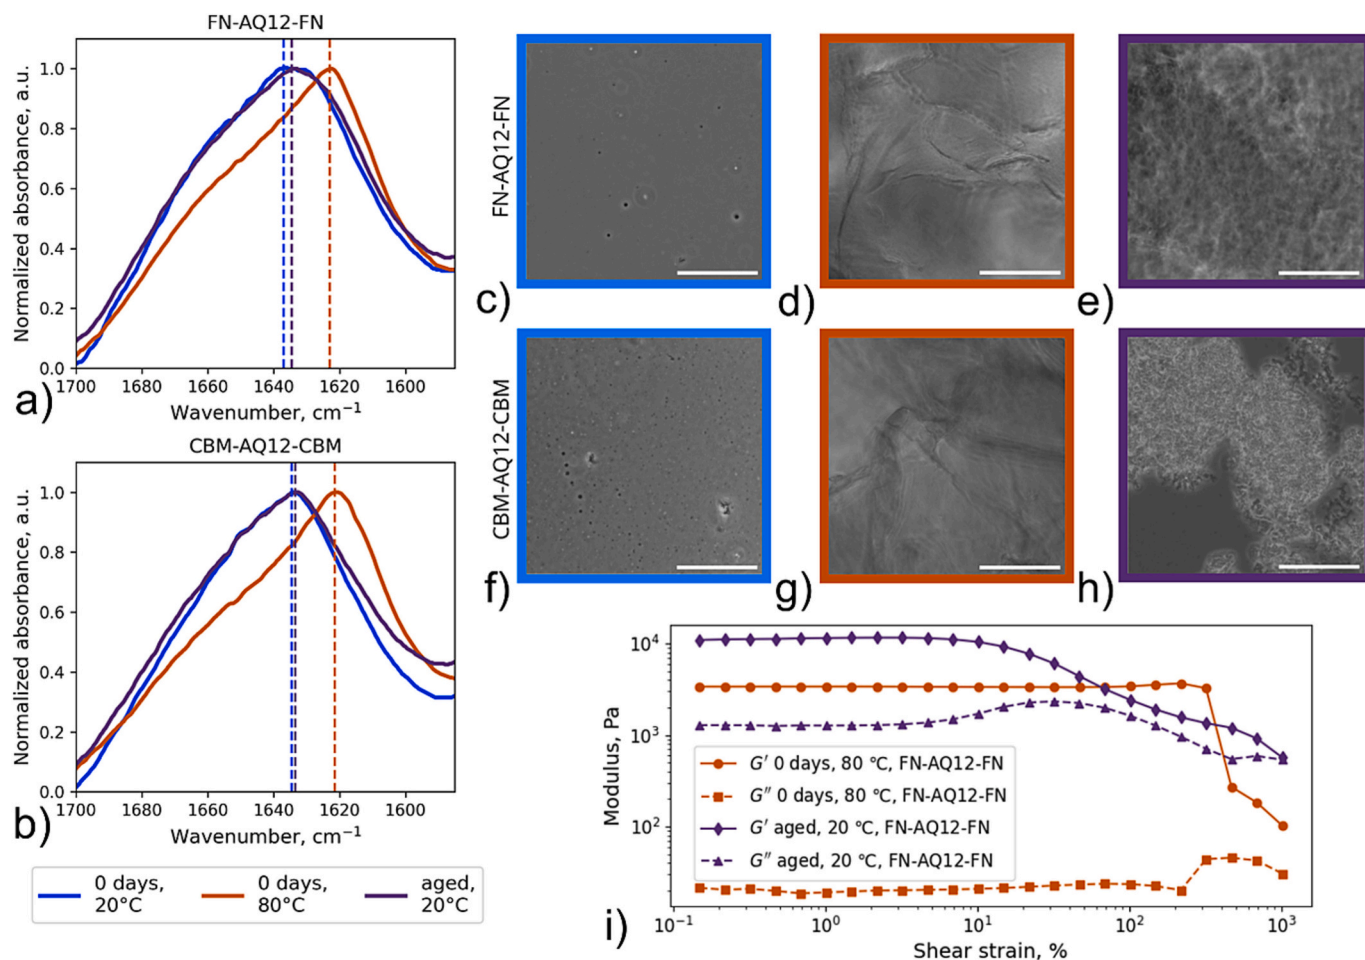 FN-AQ12-FN
a)
Normalized absorbance, a.u.
1.0
0.8
0.6
0.4
0.2
0.0
1700 1680 1660 1640 1620 1600
Wavenumber, cm⁻¹
CBM-AQ12-CBM
b)
Normalized absorbance, a.u.
1.0
0.8
0.6
0.4
0.2
0.0
1700 1680 1660 1640 1620 1600
Wavenumber, cm⁻¹
0 days,
20°C
0 days,
80°C
aged,
20°C
FN-AQ12-FN
c)
d)
e)
CBM-AQ12-CBM
f)
g)
h)
i)
Modulus, Pa
10⁴
10³
10²
G′ 0 days, 80 °C, FN-AQ12-FN
G″ 0 days, 80 °C, FN-AQ12-FN
G′ aged, 20 °C, FN-AQ12-FN
G″ aged, 20 °C, FN-AQ12-FN
10⁻¹ 10⁰ 10¹ 10² 10³
Shear strain, %